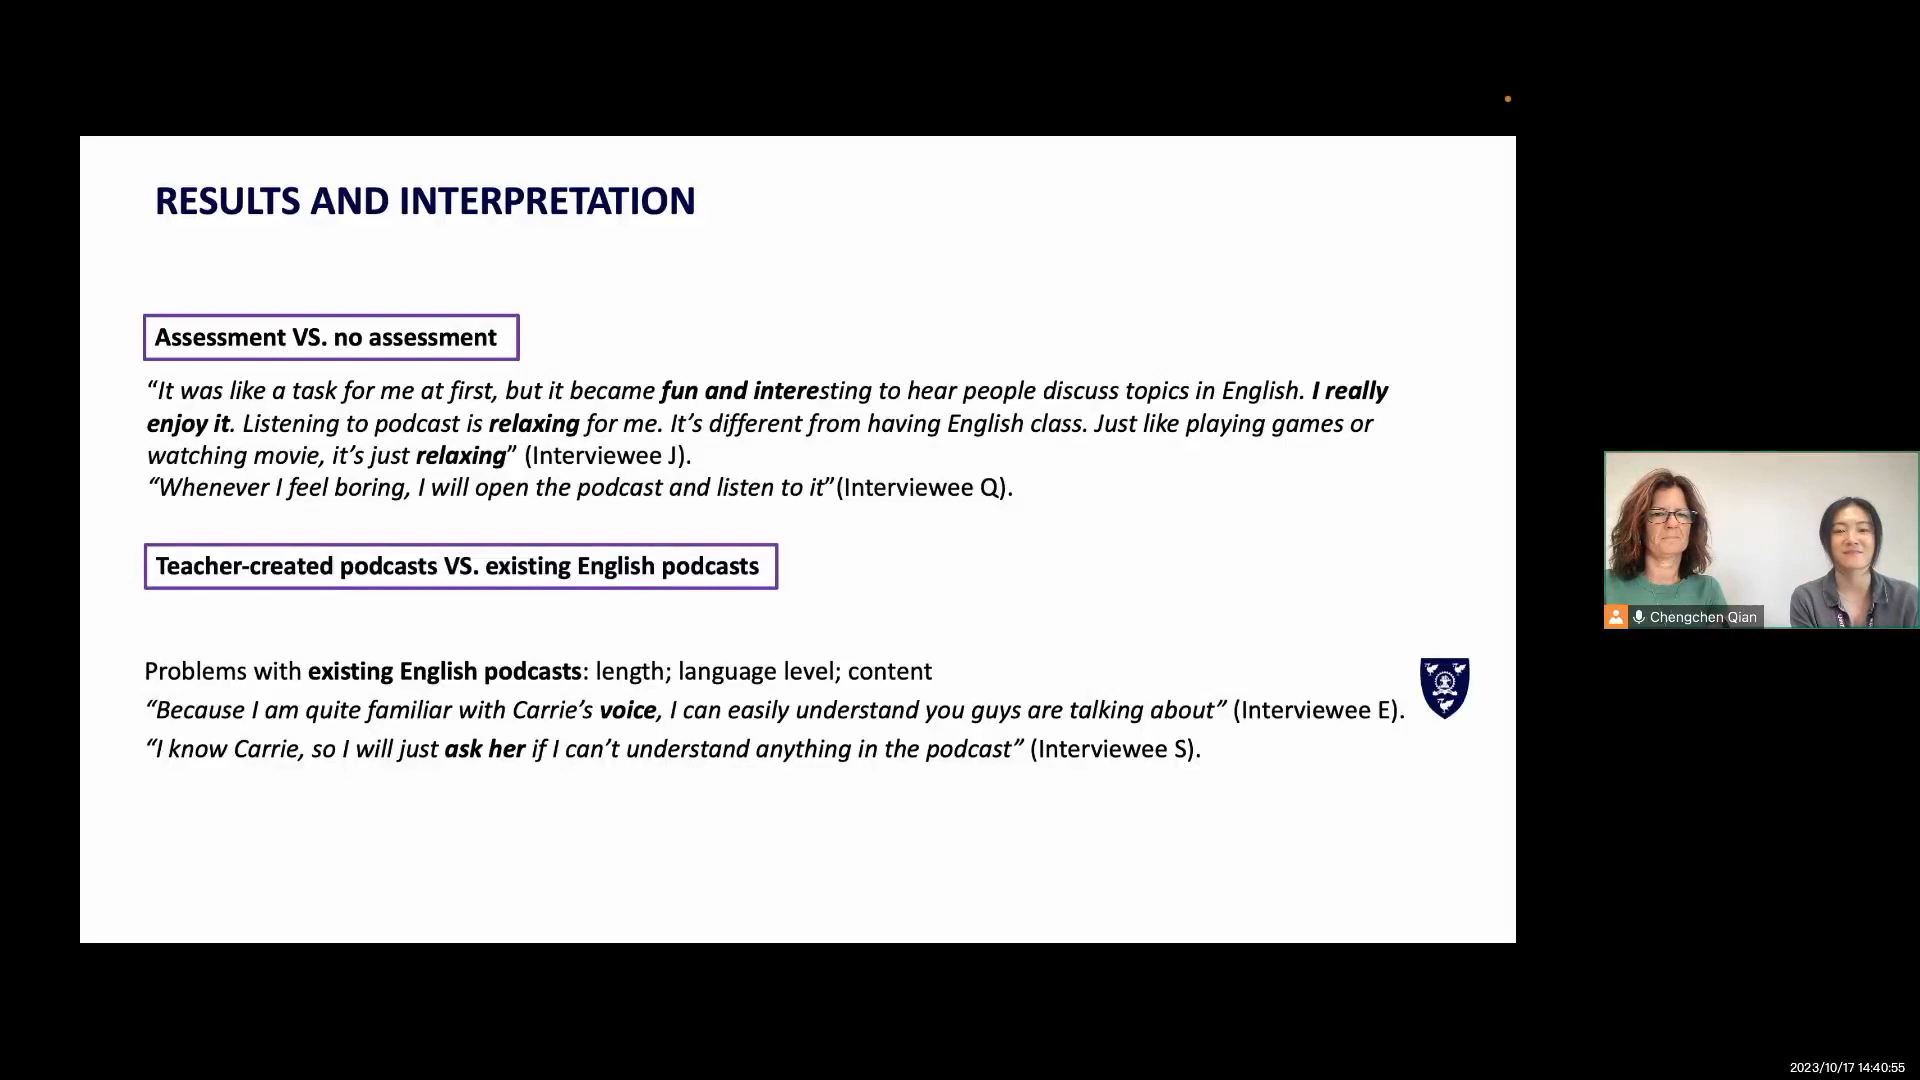 RESULTS AND INTERPRETATION
Assessment VS. no assessment
“It was like a task for me at first, but it became fun and interesting to hear people discuss topics in English. I really
enjoy it. Listening to podcast is relaxing for me. It’s different from having English class. Just like playing games or
watching movie, it’s just relaxing” (Interviewee J).
“Whenever I feel boring, I will open the podcast and listen to it”(Interviewee Q).
Teacher-created podcasts VS. existing English podcasts
Problems with existing English podcasts: length; language level; content
“Because I am quite familiar with Carrie’s voice, I can easily understand you guys are talking about” (Interviewee E).
“I know Carrie, so I will just ask her if I can’t understand anything in the podcast” (Interviewee S).
Chengchen Qian
2023/10/17 14:40:55